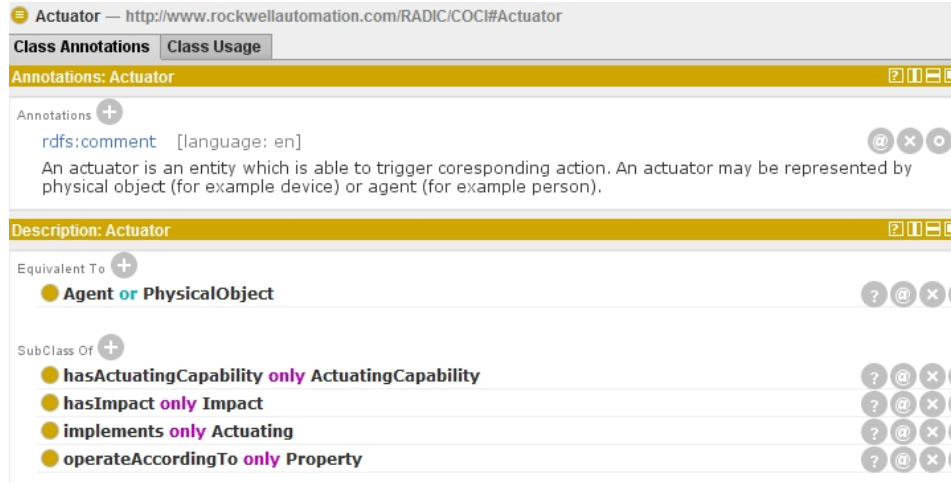 Actuator — http://www.rockwellautomation.com/RADIC/COCI#Actuator
Class Annotations Class Usage
Annotations: Actuator
Annotations
rdfs:comment [language: en]
An actuator is an entity which is able to trigger coresponding action. An actuator may be represented by
physical object (for example device) or agent (for example person).
Description: Actuator
Equivalent To
Agent or PhysicalObject
SubClass Of
hasActuatingCapability only ActuatingCapability
hasImpact only Impact
implements only Actuating
operateAccordingTo only Property